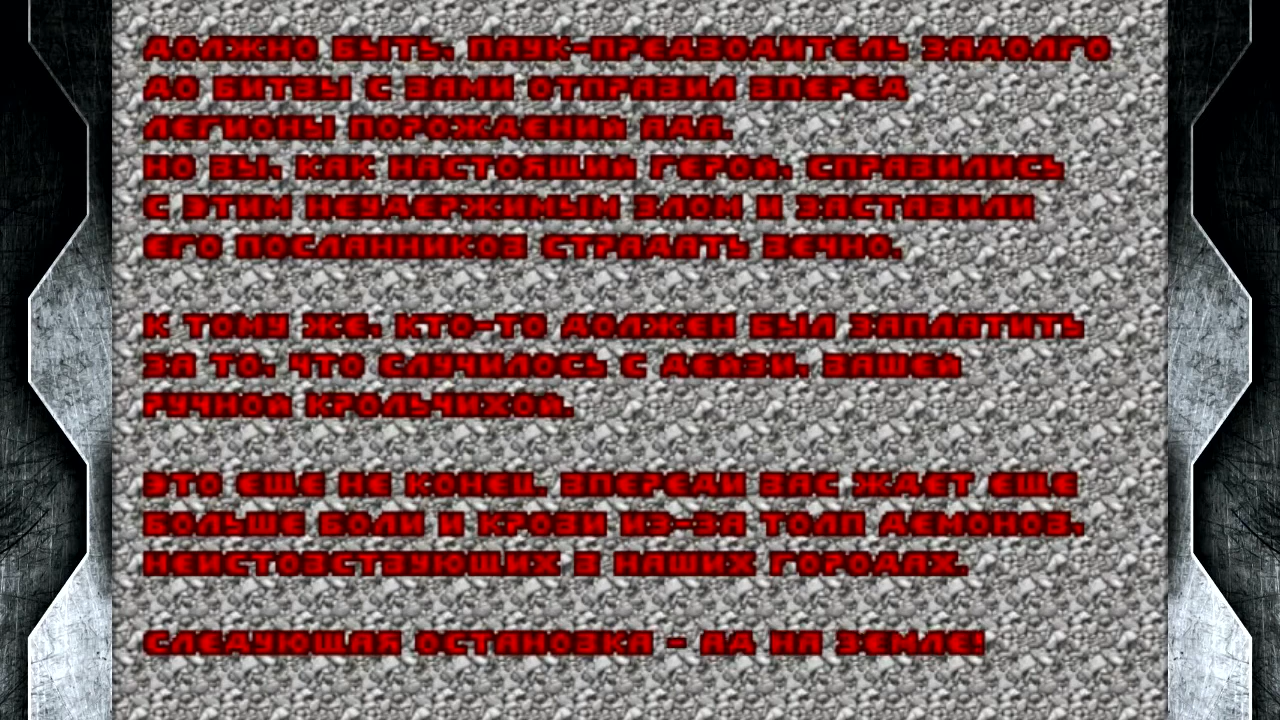 ДОЛЖНО БЫТЬ, ПАУК-ПРЕДВОДИТЕЛЬ ЗАДОЛГО
ДО БИТВЫ С ВАМИ ОТПРАВИЛ ВПЕРЕД
ЛЕГИОНЫ ПОРОЖДЕНИЙ АДА.
НО ВЫ, КАК НАСТОЯЩИЙ ГЕРОЙ, СПРАВИЛИСЬ
С ЭТИМ НЕУДЕРЖИМЫМ ЗЛОМ И ЗАСТАВИЛИ
ЕГО ПОСЛАННИКОВ СТРАДАТЬ ВЕЧНО.
К ТОМУ ЖЕ, КТО-ТО ДОЛЖЕН БЫЛ ЗАПЛАТИТЬ
ЗА ТО, ЧТО СЛУЧИЛОСЬ С ДЕЙЗИ, ВАШЕЙ
РУЧНОЙ КРОЛЬЧИХОЙ.
ЭТО ЕЩЕ НЕ КОНЕЦ. ВПЕРЕДИ ВАС ЖДЕТ ЕЩЕ
БОЛЬШЕ БОЛИ И КРОВИ ИЗ-ЗА ТОЛП ДЕМОНОВ,
НЕИСТОВСТВУЮЩИХ В НАШИХ ГОРОДАХ.
СЛЕДУЮЩАЯ ОСТАНОВКА - АД НА ЗЕМЛЕ!